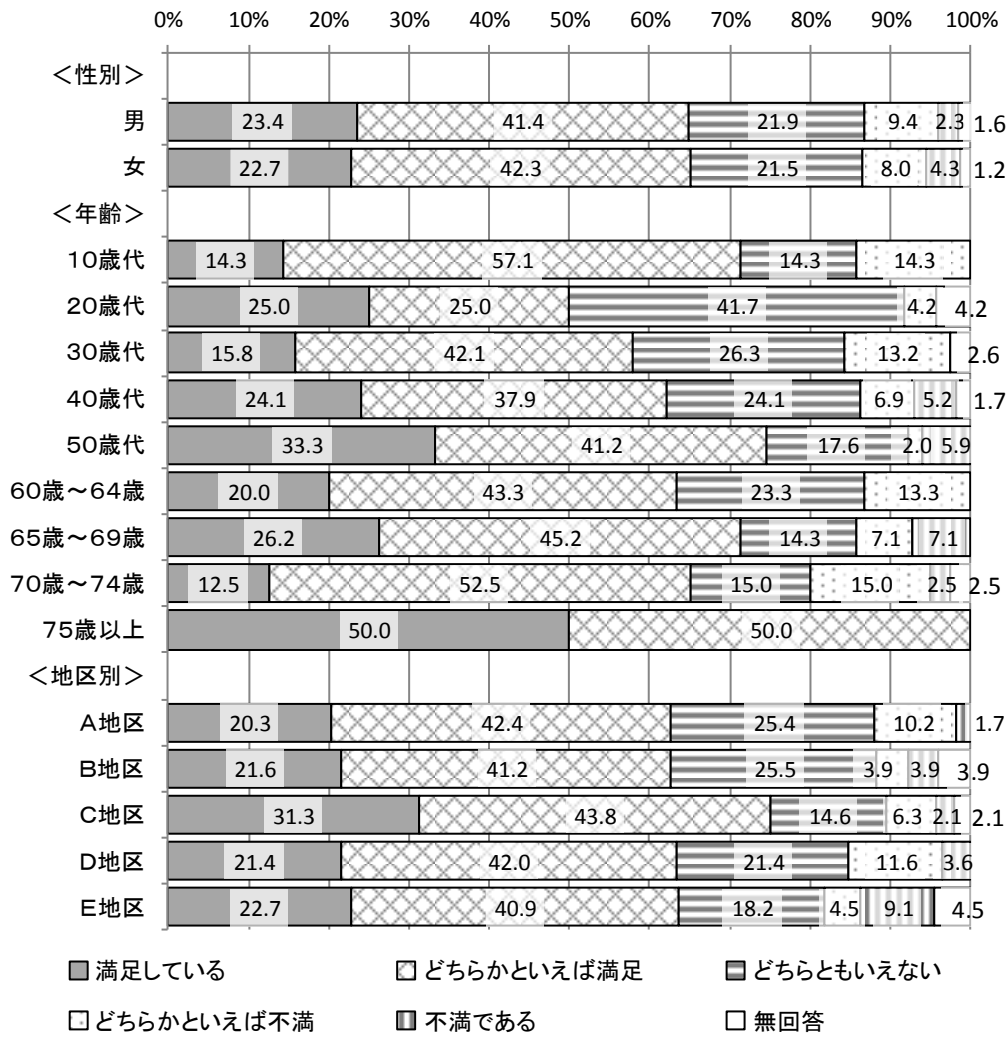 0% 10% 20% 30% 40% 50% 60% 70% 80% 90% 100%
＜性別＞
男 23.4 41.4 21.9 9.4 2.3 1.6
女 22.7 42.3 21.5 8.0 4.3 1.2
＜年齢＞
10歳代 14.3 57.1 14.3 14.3
20歳代 25.0 25.0 41.7 4.2 4.2
30歳代 15.8 42.1 26.3 13.2 2.6
40歳代 24.1 37.9 24.1 6.9 5.2 1.7
50歳代 33.3 41.2 17.6 2.0 5.9
60歳～64歳 20.0 43.3 23.3 13.3
65歳～69歳 26.2 45.2 14.3 7.1 7.1
70歳～74歳 12.5 52.5 15.0 15.0 2.5 2.5
75歳以上 50.0 50.0
＜地区別＞
A地区 20.3 42.4 25.4 10.2 1.7
B地区 21.6 41.2 25.5 3.9 3.9 3.9
C地区 31.3 43.8 14.6 6.3 2.1 2.1
D地区 21.4 42.0 21.4 11.6 3.6
E地区 22.7 40.9 18.2 4.5 9.1 4.5
満足している どちらかといえば満足 どちらともいえない
どちらかといえば不満 不満である 無回答